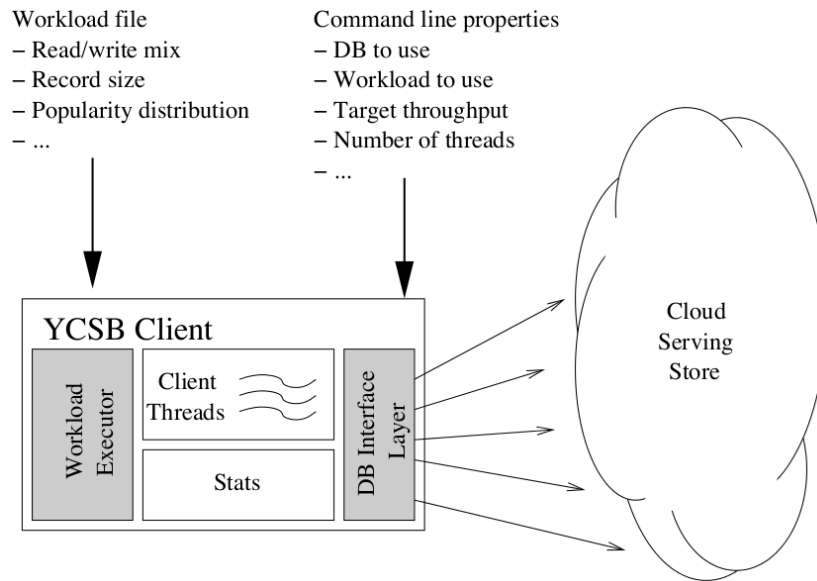 Workload file
– Read/write mix
– Record size
– Popularity distribution
– ...
Command line properties
– DB to use
– Workload to use
– Target throughput
– Number of threads
– ...
YCSB Client
Workload
Executor
Client
Threads
Stats
DB Interface
Layer
Cloud
Serving
Store